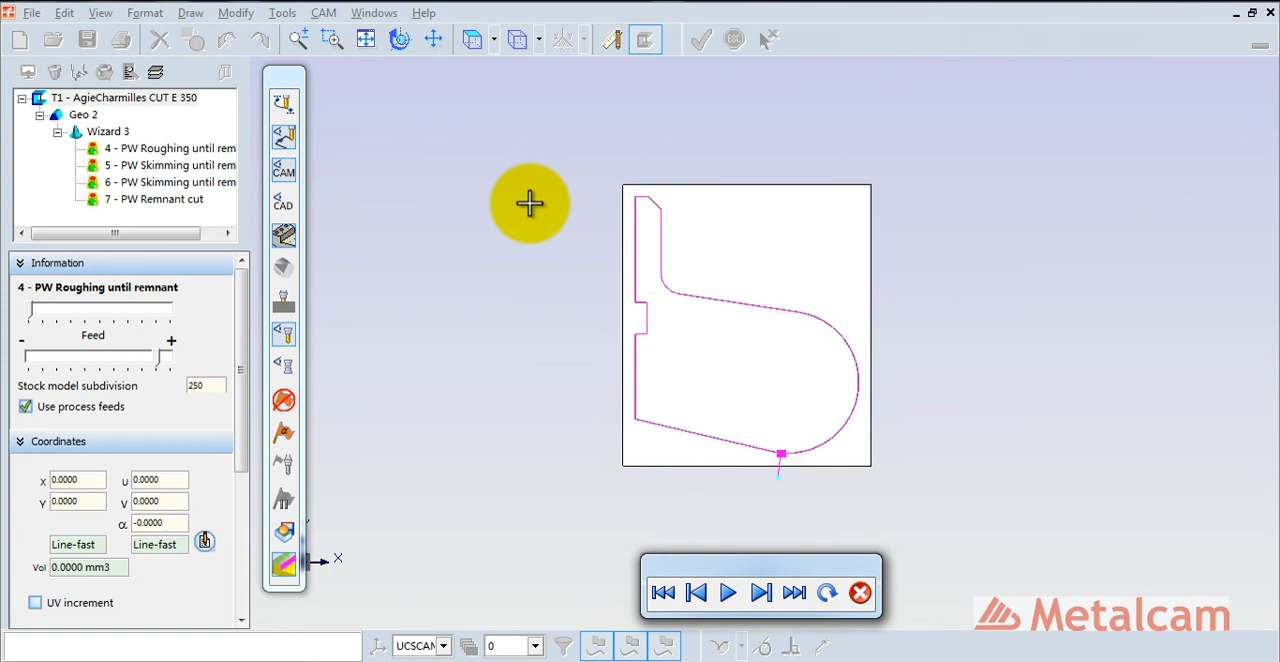 File Edit View Format Draw Modify Tools CAM Windows Help
T1 - AgieCharmilles CUT E 350
Geo 2
Wizard 3
4 - PW Roughing until rem
5 - PW Skimming until rem
6 - PW Skimming until rem
7 - PW Remnant cut
CAM
CAD
Information
4 - PW Roughing until remnant
Feed
- +
Stock model subdivision 250
Use process feeds
Coordinates
X 0.0000 U 0.0000
Y 0.0000 V 0.0000
α -0.0000
Line-fast Line-fast
Vol 0.0000 mm3
UV increment
X
Metalcam
UCSCAN 0
ESC